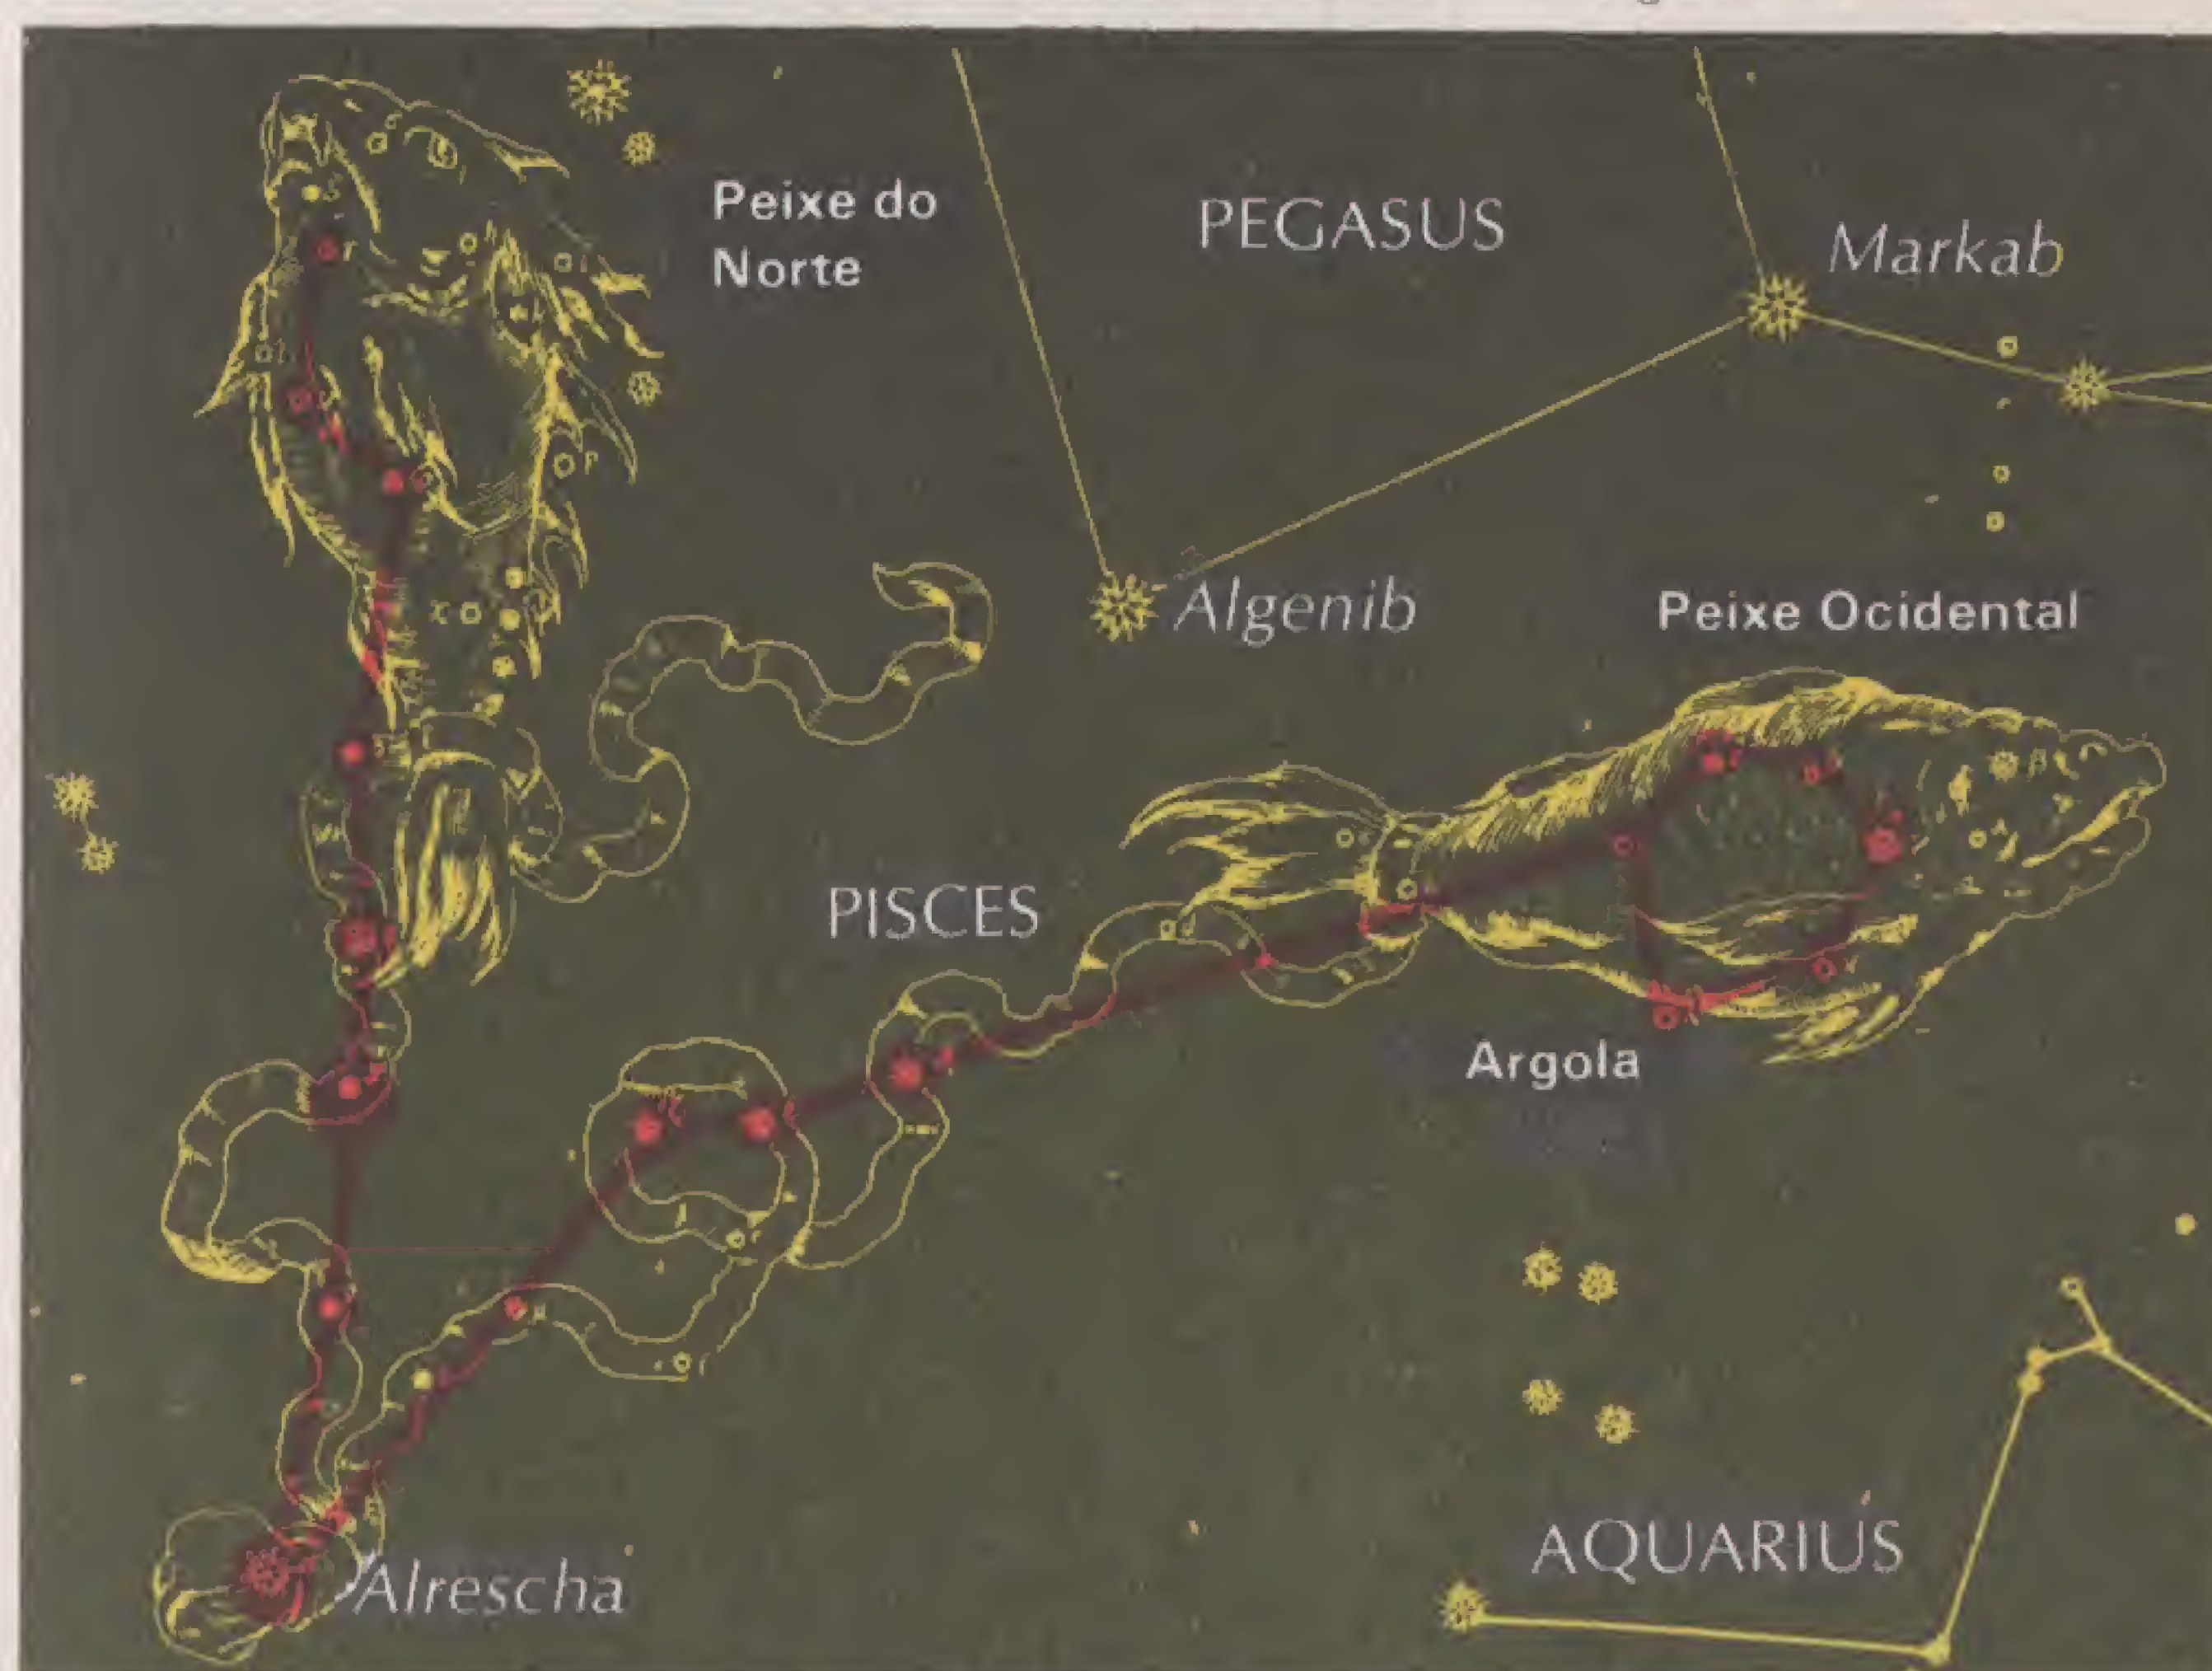 Peixe do
Norte
PEGASUS
Markab
Algenib
Peixe Ocidental
PISCES
Argola
AQUARIUS
Alrescha